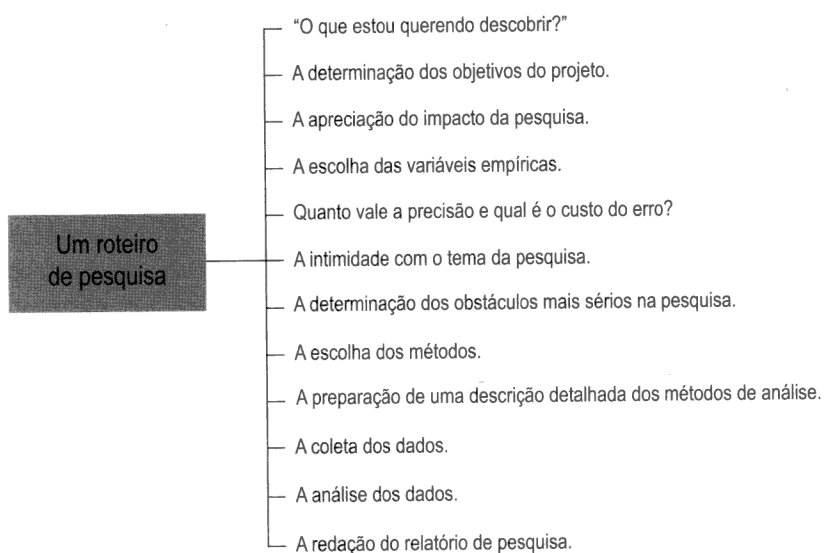 “O que estou querendo descobrir?”
A determinação dos objetivos do projeto.
A apreciação do impacto da pesquisa.
A escolha das variáveis empíricas.
Quanto vale a precisão e qual é o custo do erro?
Um roteiro
de pesquisa
A intimidade com o tema da pesquisa.
A determinação dos obstáculos mais sérios na pesquisa.
A escolha dos métodos.
A preparação de uma descrição detalhada dos métodos de análise.
A coleta dos dados.
A análise dos dados.
A redação do relatório de pesquisa.